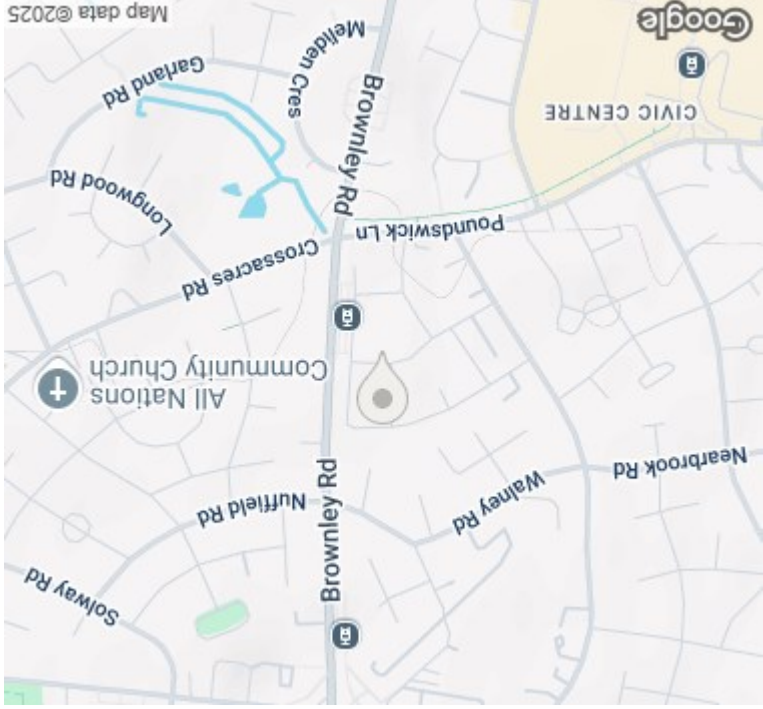 Solway Rd
Brownley Rd
Nuffield Rd
Walney Rd
Nearbrook Rd
All Nations
Community Church
Crossacres Rd
Poundswick Ln
Longwood Rd
Brownley Rd
Garland Rd
Meliden Cres
CIVIC CENTRE
Google
Map data ©2025